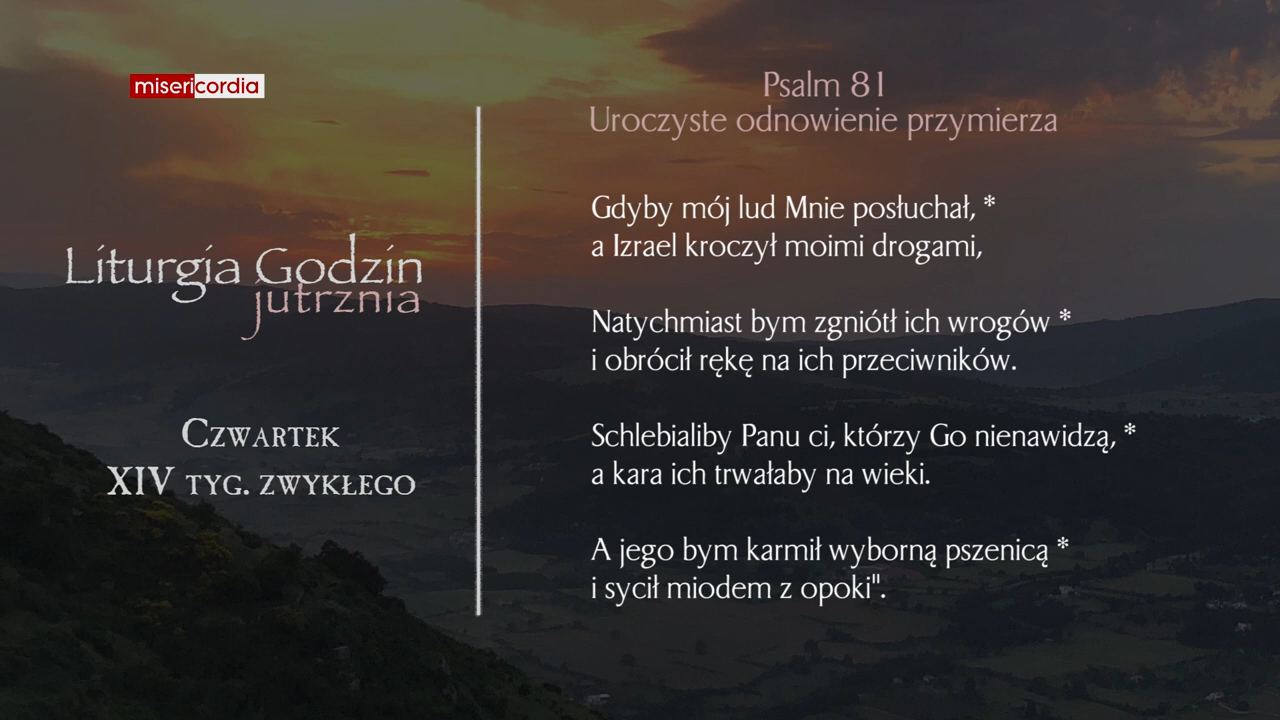 misericordia
Liturgia Godzin
jutrznia
Czwartek
XIV tyg. zwykłego
Psalm 81
Uroczyste odnowienie przymierza
Gdyby mój lud Mnie posłuchał, *
a Izrael kroczył moimi drogami,
Natychmiast bym zgniótł ich wrogów *
i obrócił rękę na ich przeciwników.
Schlebialiby Panu ci, którzy Go nienawidzą, *
a kara ich trwałaby na wieki.
A jego bym karmił wyborną pszenicą *
i sycił miodem z opoki".